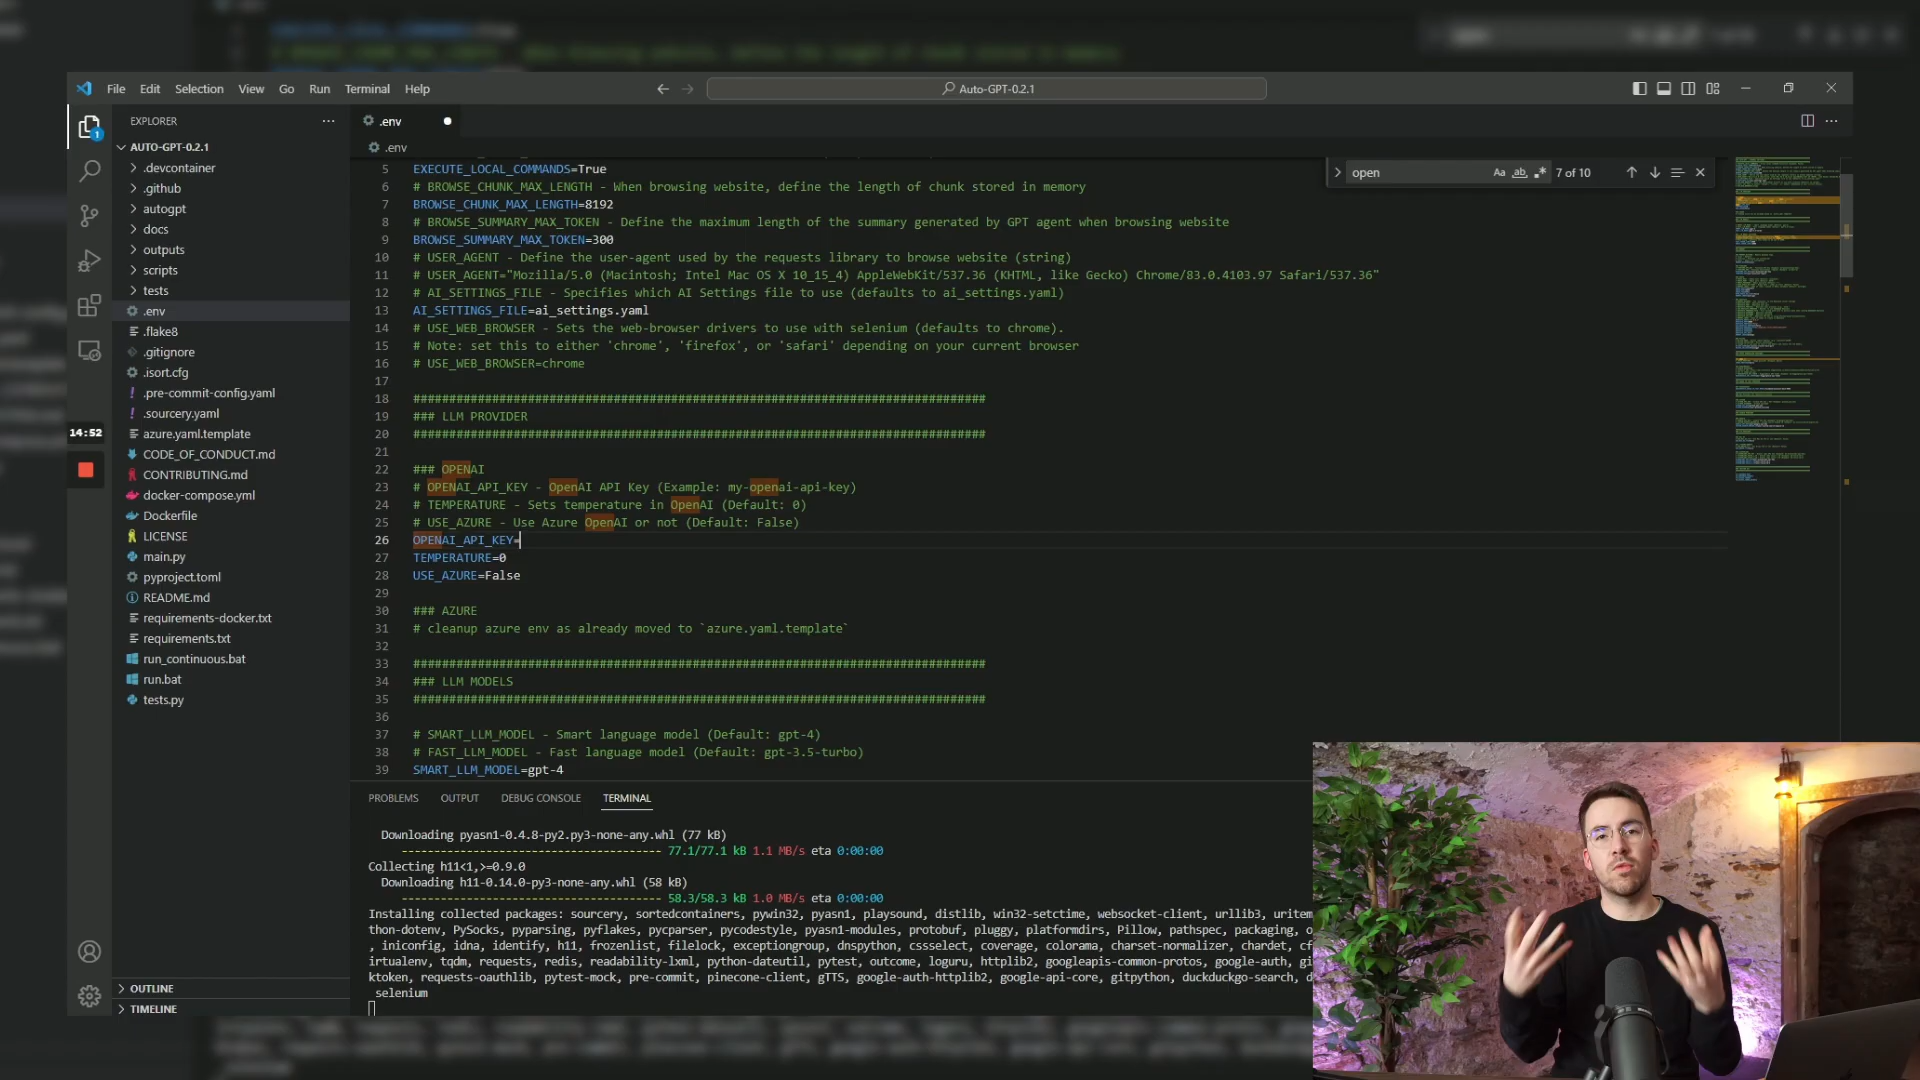 File Edit Selection View Go Run Terminal Help
Auto-GPT-0.2.1
EXPLORER
AUTO-GPT-0.2.1
.devcontainer
.github
autogpt
docs
outputs
scripts
tests
.env
.flake8
.gitignore
.isort.cfg
.pre-commit-config.yaml
.sourcery.yaml
azure.yaml.template
CODE_OF_CONDUCT.md
CONTRIBUTING.md
docker-compose.yml
Dockerfile
LICENSE
main.py
pyproject.toml
README.md
requirements-docker.txt
requirements.txt
run_continuous.bat
run.bat
tests.py
OUTLINE
TIMELINE
1
14:52
.env
.env
open
Aa ab 7 of 10
5 EXECUTE_LOCAL_COMMANDS=True
6 # BROWSE_CHUNK_MAX_LENGTH - When browsing website, define the length of chunk stored in memory
7 BROWSE_CHUNK_MAX_LENGTH=8192
8 # BROWSE_SUMMARY_MAX_TOKEN - Define the maximum length of the summary generated by GPT agent when browsing website
9 BROWSE_SUMMARY_MAX_TOKEN=300
10 # USER_AGENT - Define the user-agent used by the requests library to browse website (string)
11 # USER_AGENT="Mozilla/5.0 (Macintosh; Intel Mac OS X 10_15_4) AppleWebKit/537.36 (KHTML, like Gecko) Chrome/83.0.4103.97 Safari/537.36"
12 # AI_SETTINGS_FILE - Specifies which AI Settings file to use (defaults to ai_settings.yaml)
13 AI_SETTINGS_FILE=ai_settings.yaml
14 # USE_WEB_BROWSER - Sets the web-browser drivers to use with selenium (defaults to chrome).
15 # Note: set this to either 'chrome', 'firefox', or 'safari' depending on your current browser
16 # USE_WEB_BROWSER=chrome
17
18 ################################################################################
19 ### LLM PROVIDER
20 ################################################################################
21
22 ### OPENAI
23 # OPENAI_API_KEY - OpenAI API Key (Example: my-openai-api-key)
24 # TEMPERATURE - Sets temperature in OpenAI (Default: 0)
25 # USE_AZURE - Use Azure OpenAI or not (Default: False)
26 OPENAI_API_KEY=
27 TEMPERATURE=0
28 USE_AZURE=False
29
30 ### AZURE
31 # cleanup azure env as already moved to `azure.yaml.template`
32
33 ################################################################################
34 ### LLM MODELS
35 ################################################################################
36
37 # SMART_LLM_MODEL - Smart language model (Default: gpt-4)
38 # FAST_LLM_MODEL - Fast language model (Default: gpt-3.5-turbo)
39 SMART_LLM_MODEL=gpt-4
PROBLEMS OUTPUT DEBUG CONSOLE TERMINAL
Downloading pyasn1-0.4.8-py2.py3-none-any.whl (77 kB)
---------------------------------------- 77.1/77.1 kB 1.1 MB/s eta 0:00:00
Collecting h11<1,>=0.9.0
Downloading h11-0.14.0-py3-none-any.whl (58 kB)
---------------------------------------- 58.3/58.3 kB 1.0 MB/s eta 0:00:00
Installing collected packages: sourcery, sortedcontainers, pywin32, pyasn1, playsound, distlib, win32-setctime, websocket-client, urllib3, uritem
thon-dotenv, PySocks, pyparsing, pyflakes, pycparser, pycodestyle, pyasn1-modules, protobuf, pluggy, platformdirs, Pillow, pathspec, packaging, o
, iniconfig, idna, identify, h11, frozenlist, filelock, exceptiongroup, dnspython, cssselect, coverage, colorama, charset-normalizer, chardet, cf
irtualenv, tqdm, requests, redis, readability-lxml, python-dateutil, pytest, outcome, loguru, httplib2, googleapis-common-protos, google-auth, gi
ktoken, requests-oauthlib, pytest-mock, pre-commit, pinecone-client, gTTS, google-auth-httplib2, google-api-core, gitpython, duckduckgo-search, d
_selenium